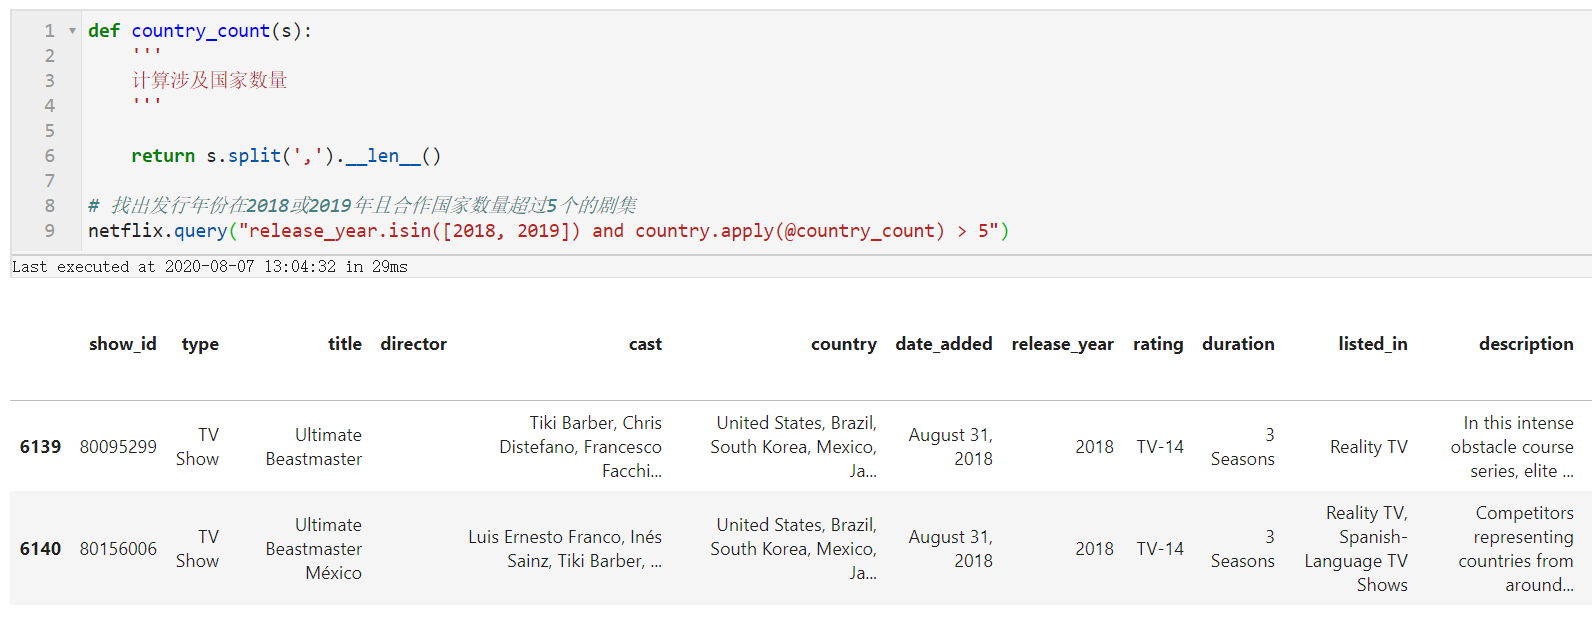 1 def country_count(s):
2 '''
3 计算涉及国家数量
4 '''
5
6 return s.split(',').__len__()
7
8 # 找出发行年份在2018或2019年且合作国家数量超过5个的剧集
9 netflix.query("release_year.isin([2018, 2019]) and country.apply(@country_count) > 5")
Last executed at 2020-08-07 13:04:32 in 29ms
show_id type title director cast country date_added release_year rating duration listed_in description
Tiki Barber, Chris United States, Brazil, In this intense
TV Ultimate August 31, 3
6139 80095299 Distefano, Francesco South Korea, Mexico, 2018 TV-14 Reality TV obstacle course
Show Beastmaster 2018 Seasons
Facchi... Ja... series, elite ...
Reality TV, Competitors
Ultimate United States, Brazil,
TV Luis Ernesto Franco, Inés August 31, 3 Spanish- representing
6140 80156006 Beastmaster South Korea, Mexico, 2018 TV-14
Show Sainz, Tiki Barber, ... 2018 Seasons Language TV countries from
México Ja...
Shows around...